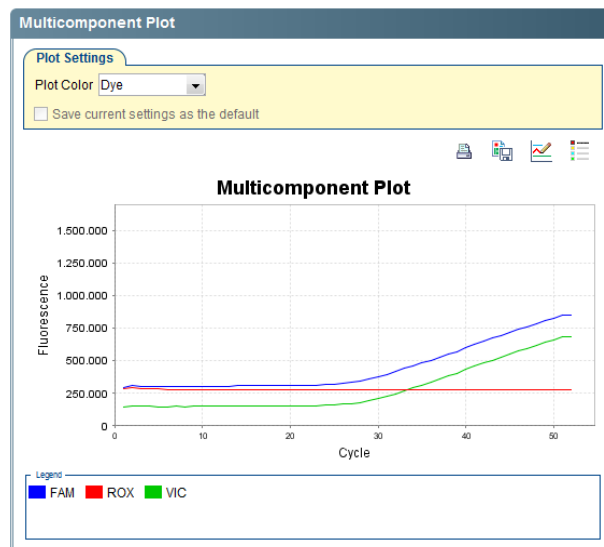 Multicomponent Plot
Plot Settings
Plot Color Dye
Save current settings as the default
Multicomponent Plot
1.500.000
1.250.000
1.000.000
750.000
500.000
250.000
0
Fluorescence
0 10 20 30 40 50
Cycle
Legend
FAM ROX VIC